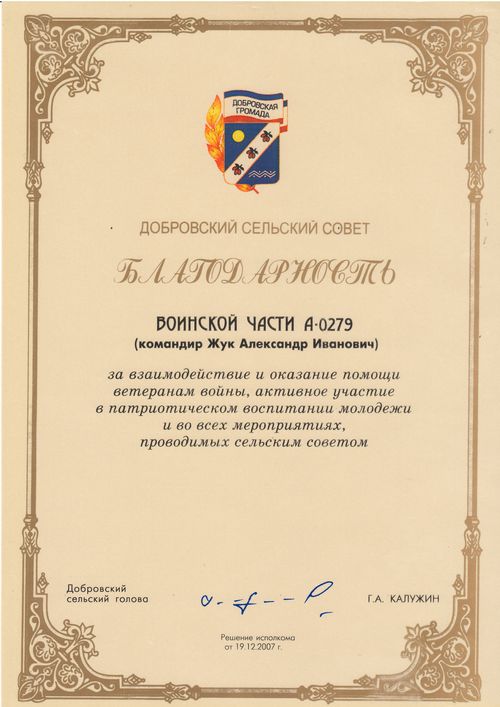 ДОБРОВСКАЯ
ГРОМАДА
ДОБРОВСКИЙ СЕЛЬСКИЙ СОВЕТ
БЛАГОДАРНОСТЬ
ВОИНСКОЙ ЧАСТИ А-0279
(командир Жук Александр Иванович)
за взаимодействие и оказание помощи
ветеранам войны, активное участие
в патриотическом воспитании молодежи
и во всех мероприятиях,
проводимых сельским советом
Добровский
сельский голова
Г.А. КАЛУЖИН
Решение исполкома
от 19.12.2007 г.